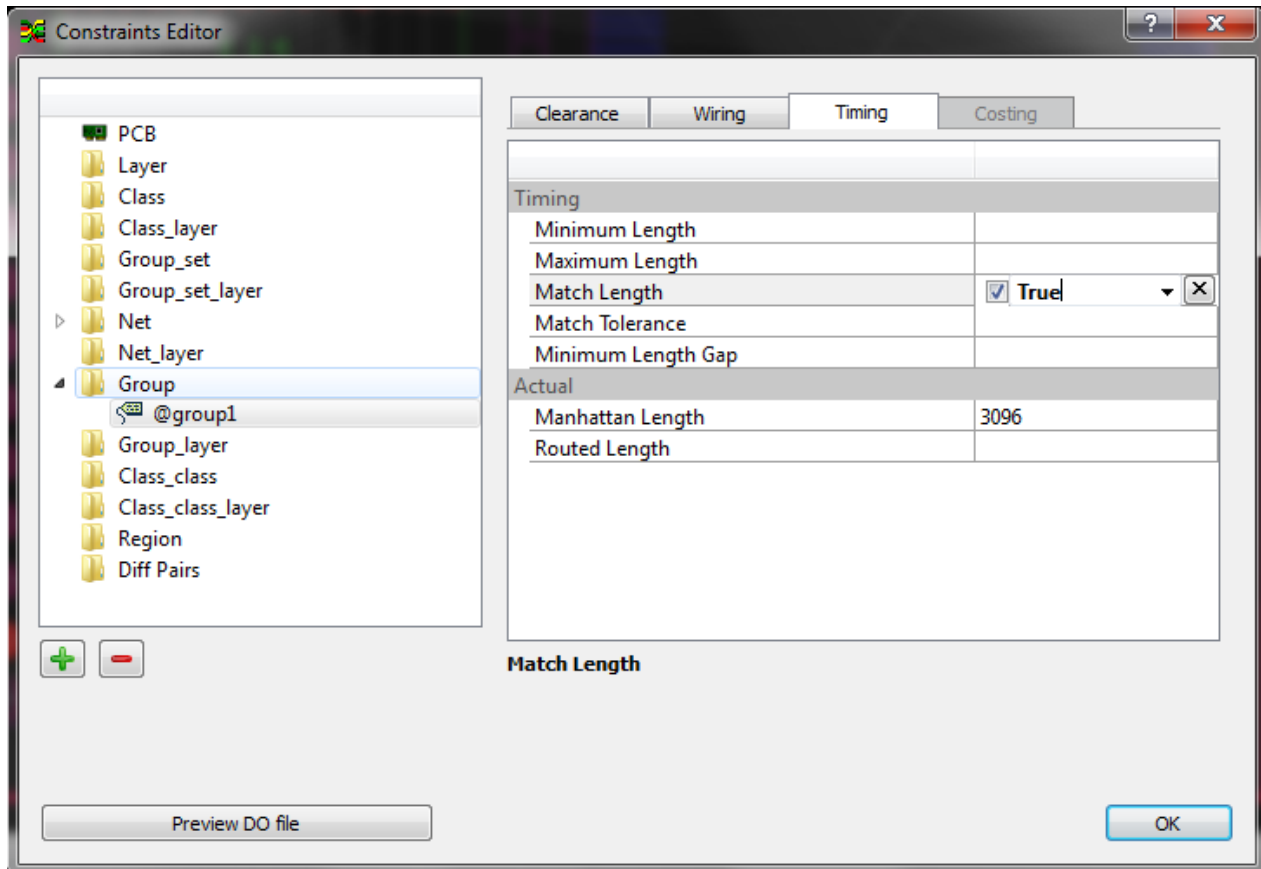 Constraints Editor
?
X
PCB
Layer
Class
Class_layer
Group_set
Group_set_layer
Net
Net_layer
Group
@group1
Group_layer
Class_class
Class_class_layer
Region
Diff Pairs
Clearance Wiring Timing Costing
Timing
Minimum Length
Maximum Length
Match Length True
Match Tolerance
Minimum Length Gap
Actual
Manhattan Length 3096
Routed Length
Match Length
Preview DO file
OK